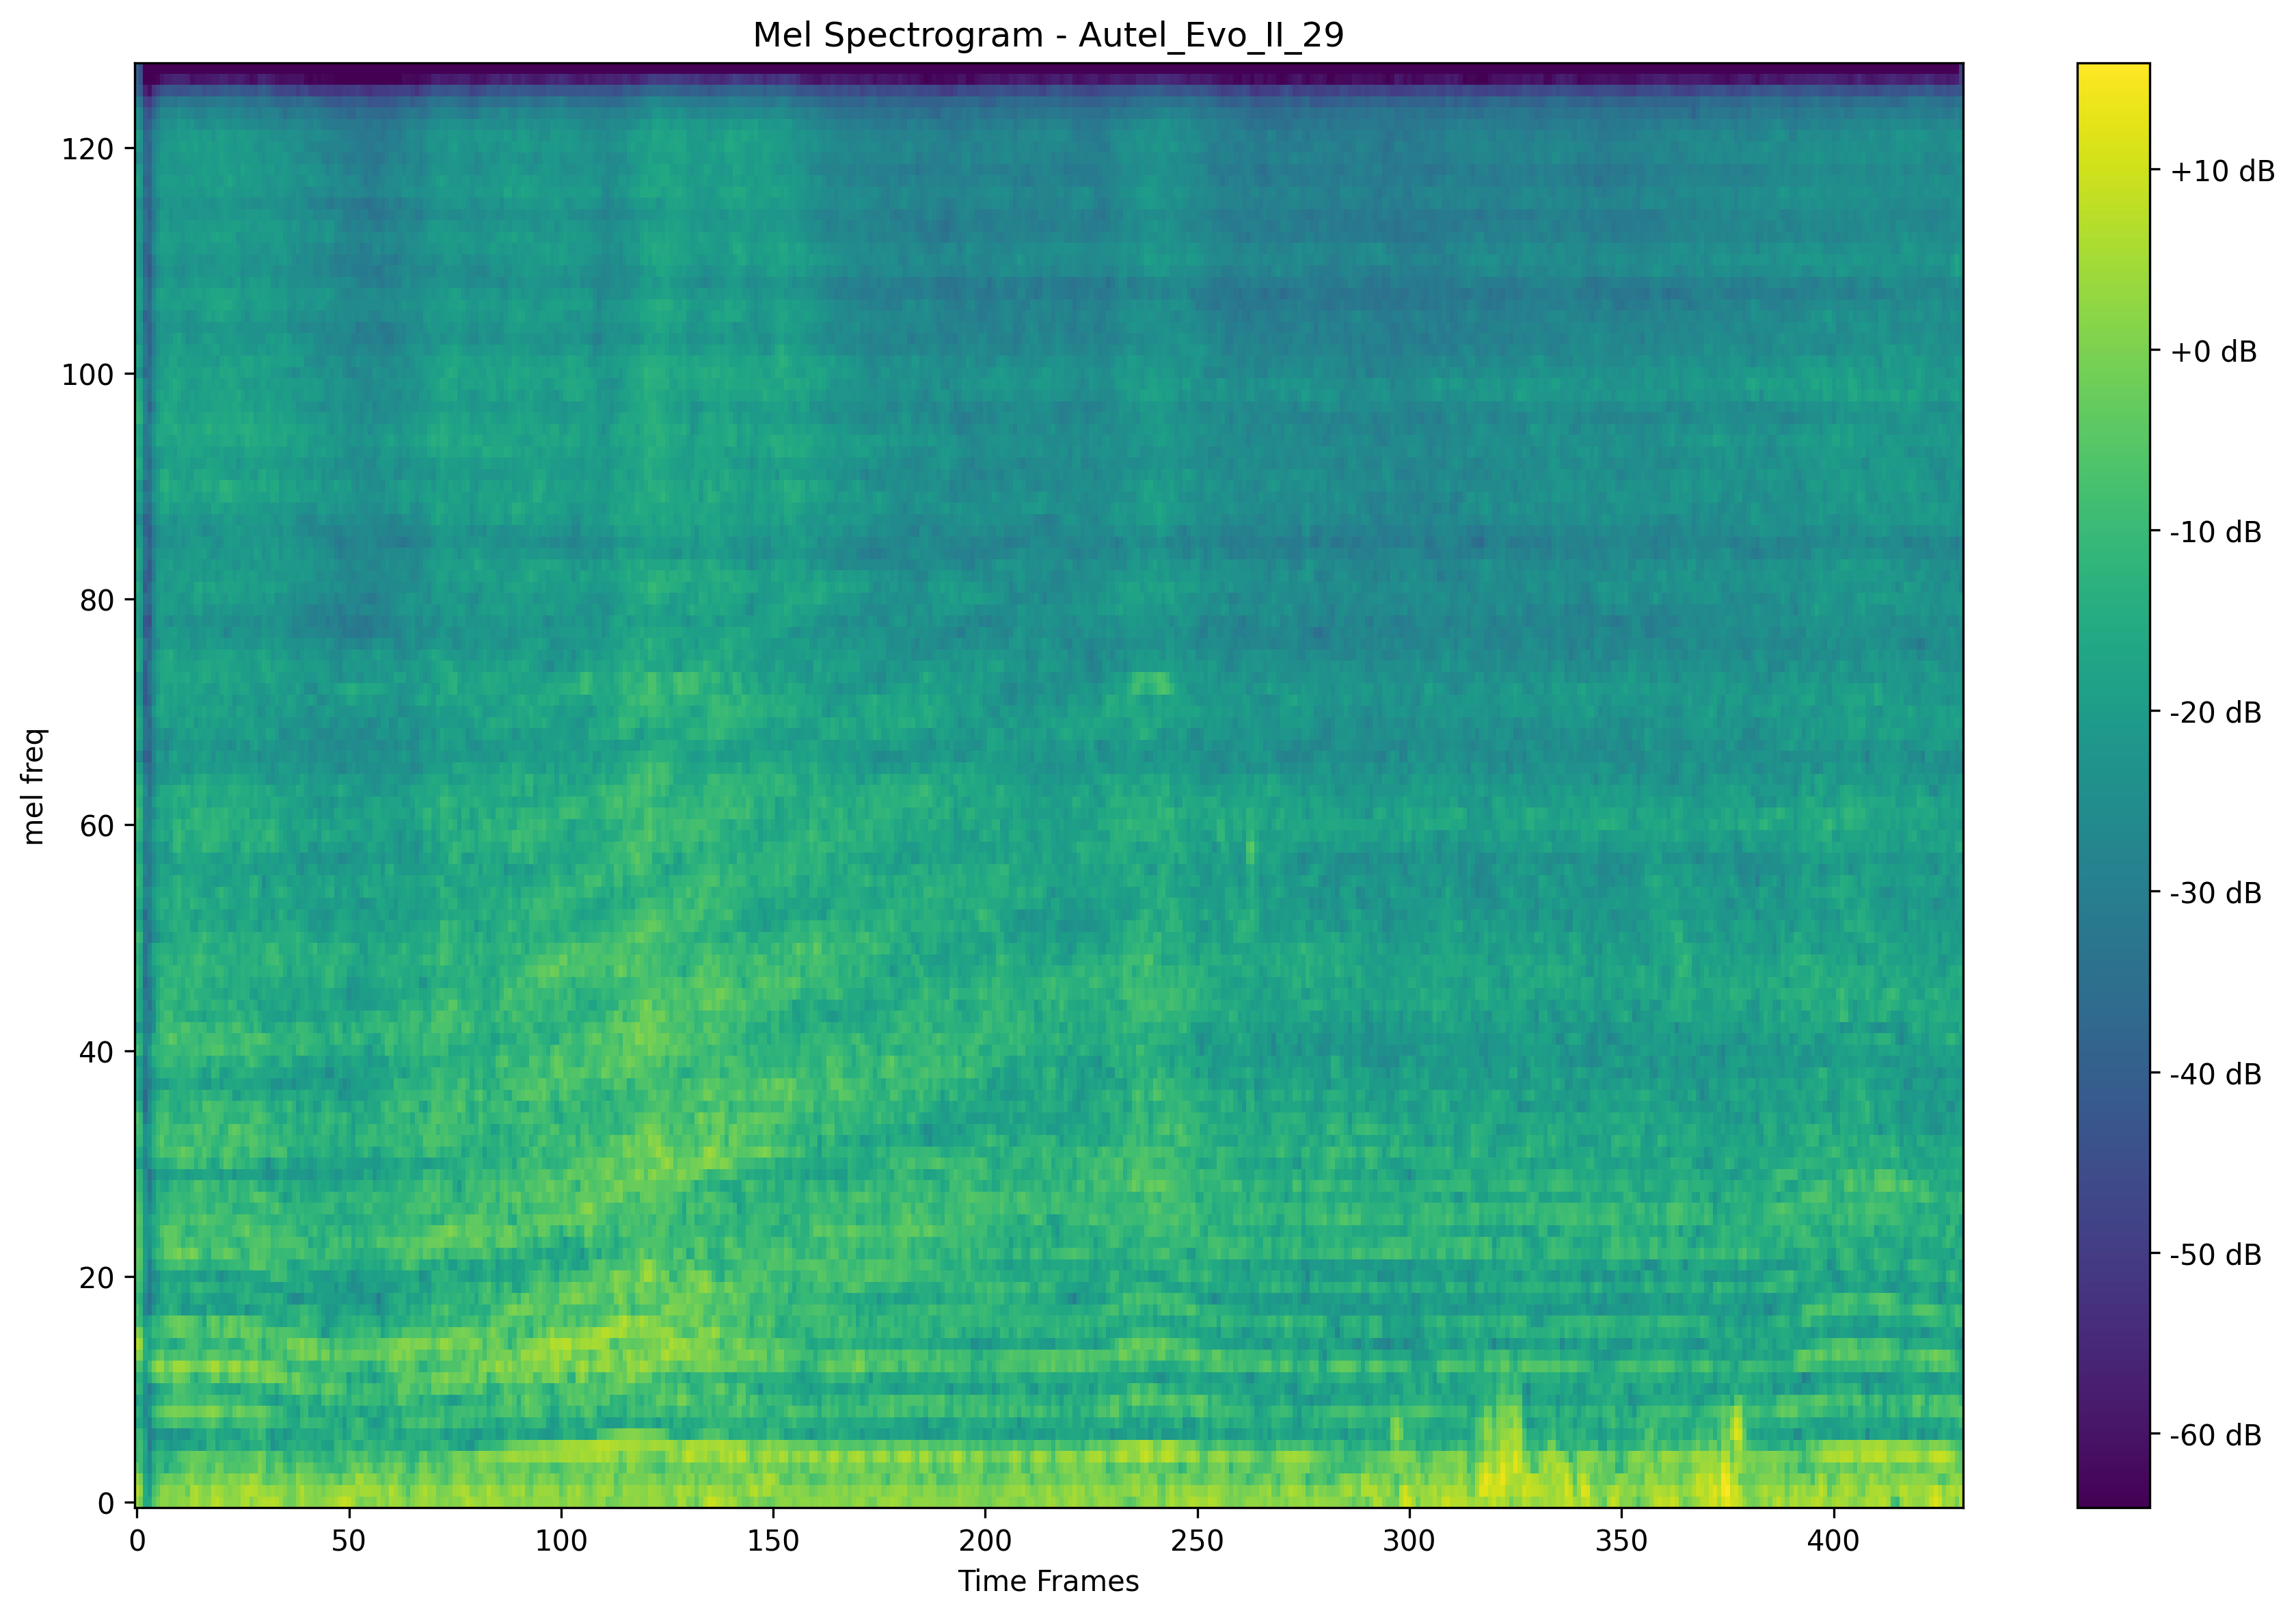 Mel Spectrogram - Autel_Evo_II_29
mel freq
120
100
80
60
40
20
0
0 50 100 150 200 250 300 350 400
Time Frames
+10 dB
+0 dB
-10 dB
-20 dB
-30 dB
-40 dB
-50 dB
-60 dB